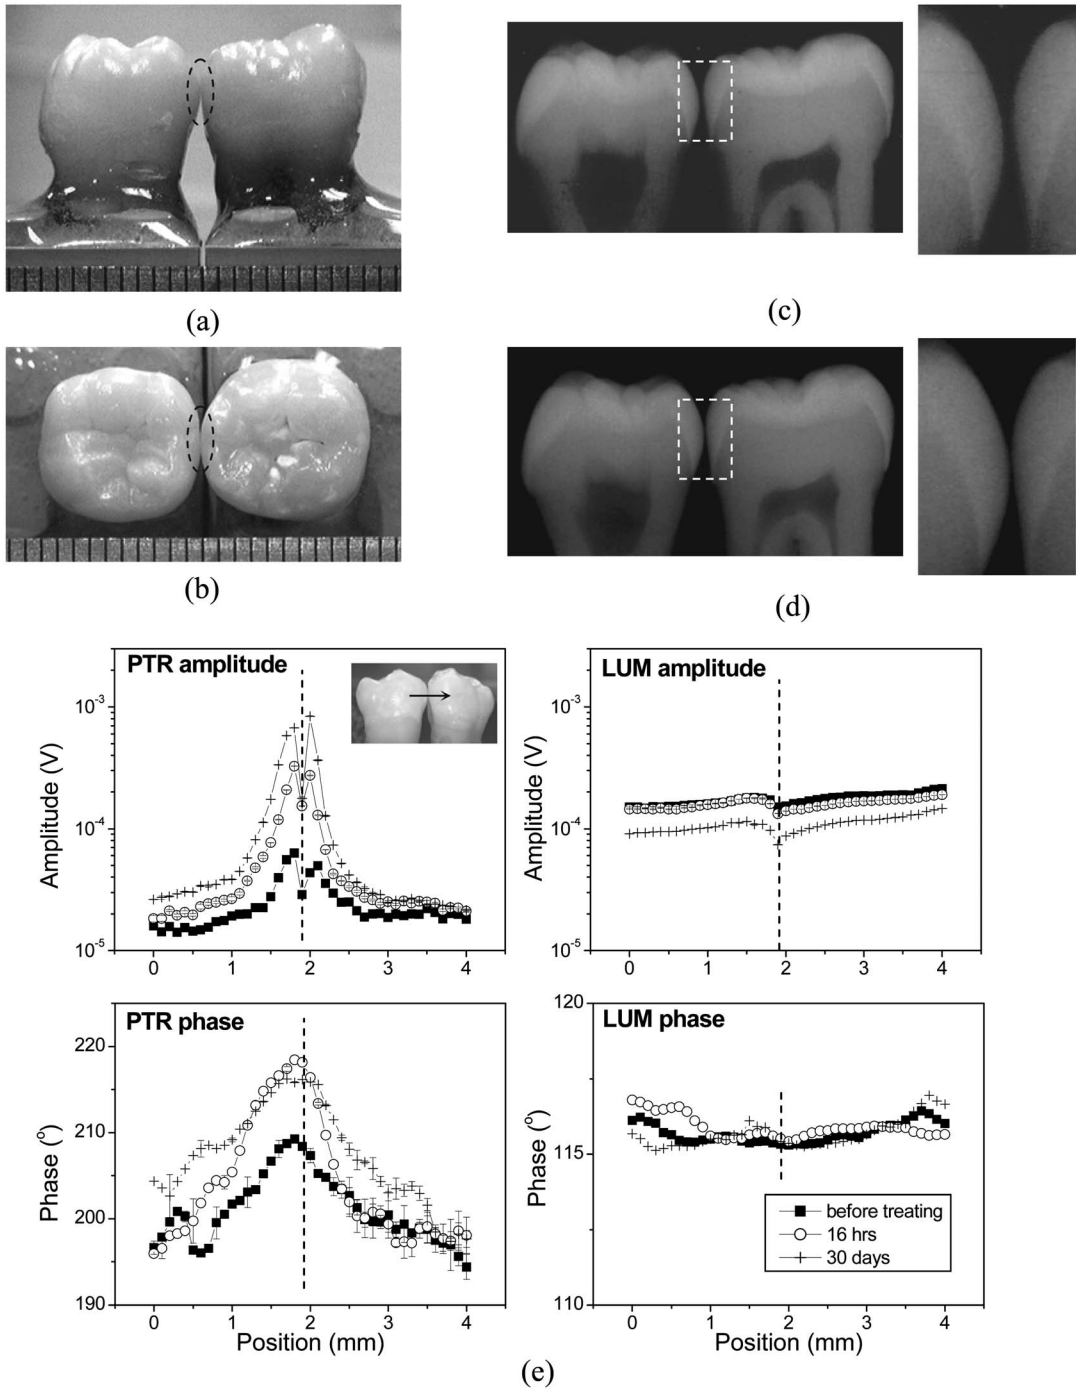 (a)
(c)
(b)
(d)
PTR amplitude
LUM amplitude
Amplitude (V)
10⁻³
10⁻⁴
10⁻⁵
0 1 2 3 4
Amplitude (V)
10⁻³
10⁻⁴
10⁻⁵
0 1 2 3 4
PTR phase
LUM phase
Phase (°)
220
210
200
190
0 1 2 3 4
Position (mm)
Phase (°)
120
115
110
before treating
16 hrs
30 days
0 1 2 3 4
Position (mm)
(e)